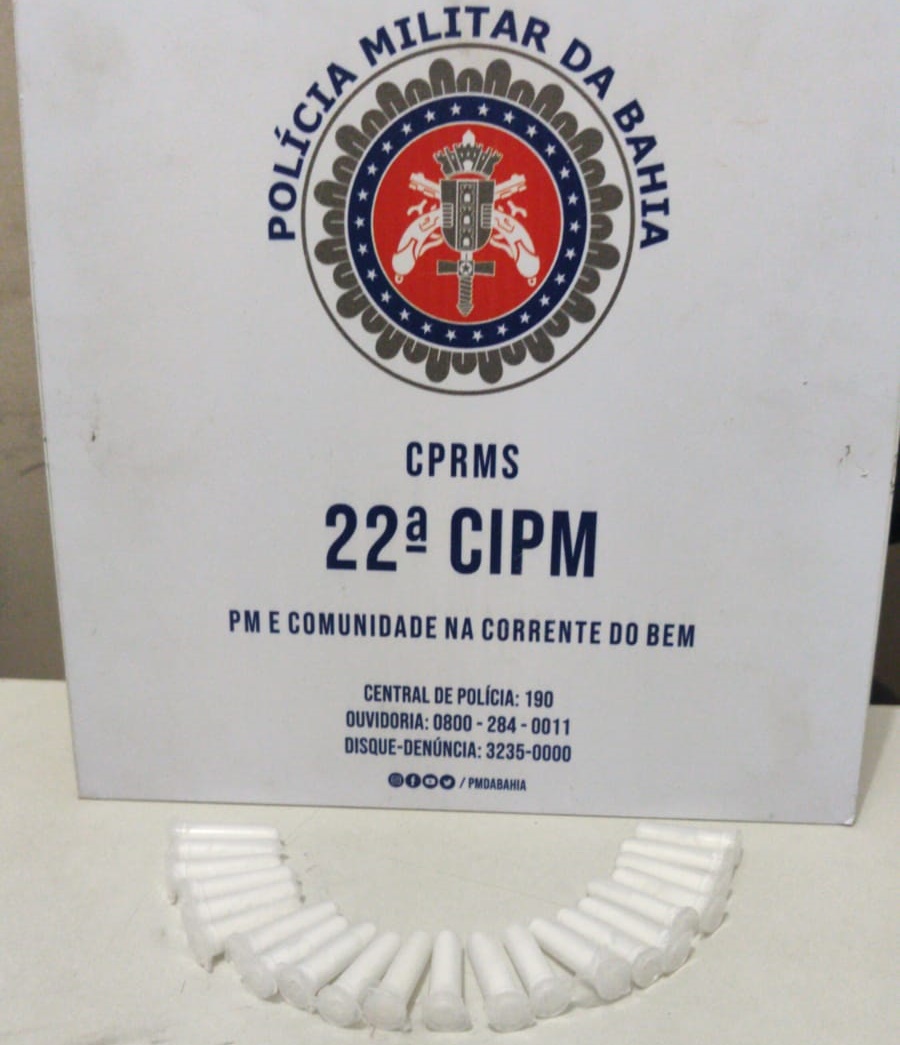 POLÍCIA MILITAR DA BAHIA
CPRMS
22ª CIPM
PM E COMUNIDADE NA CORRENTE DO BEM
CENTRAL DE POLÍCIA: 190
OUVIDORIA: 0800 - 284 - 0011
DISQUE-DENÚNCIA: 3235-0000
/ PMDABAHIA